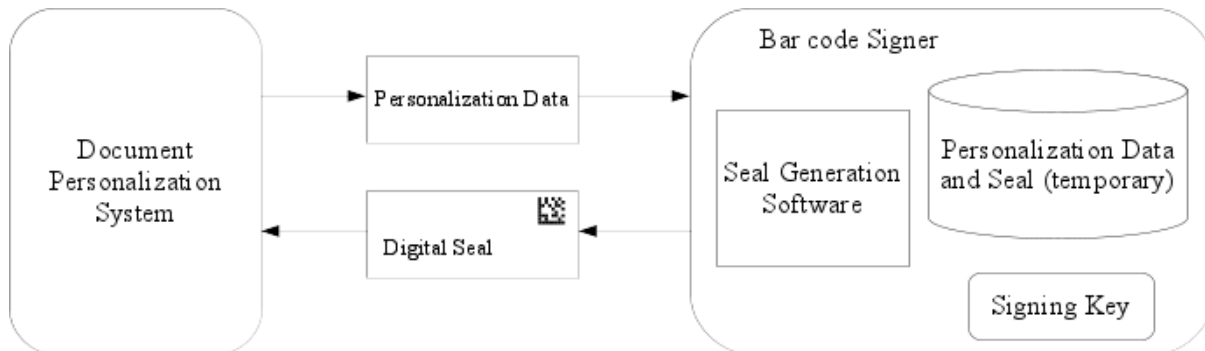 Document
Personalization
System
Personalization Data
Digital Seal
Bar code Signer
Seal Generation
Software
Personalization Data
and Seal (temporary)
Signing Key